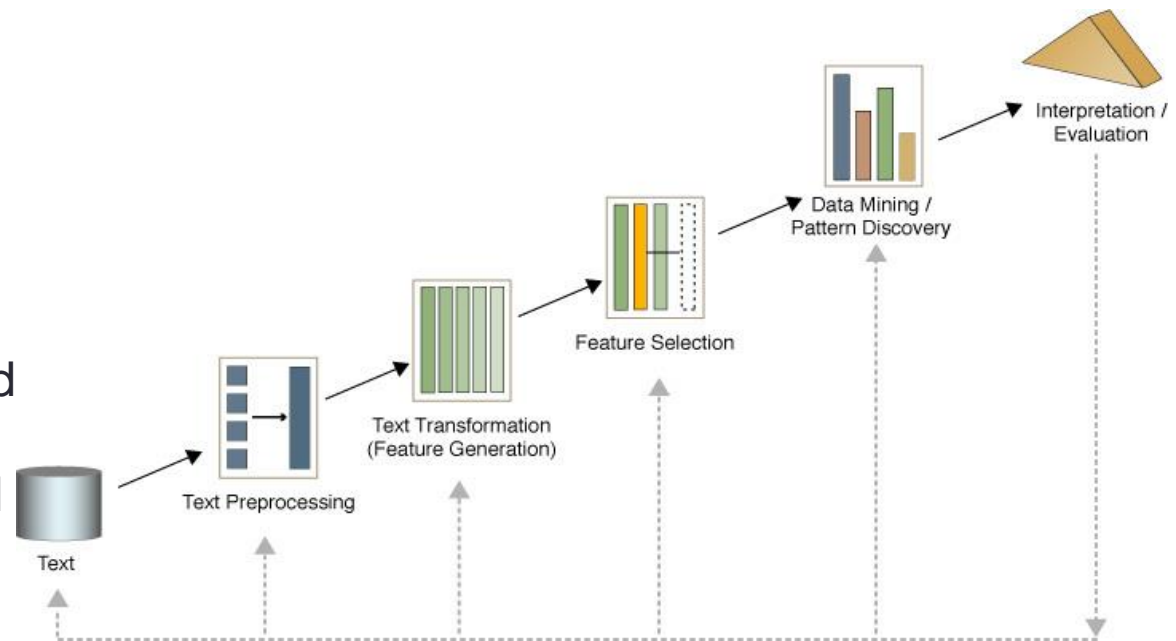 Interpretation /
Evaluation
Data Mining /
Pattern Discovery
Feature Selection
Text Transformation
(Feature Generation)
Text Preprocessing
Text
d